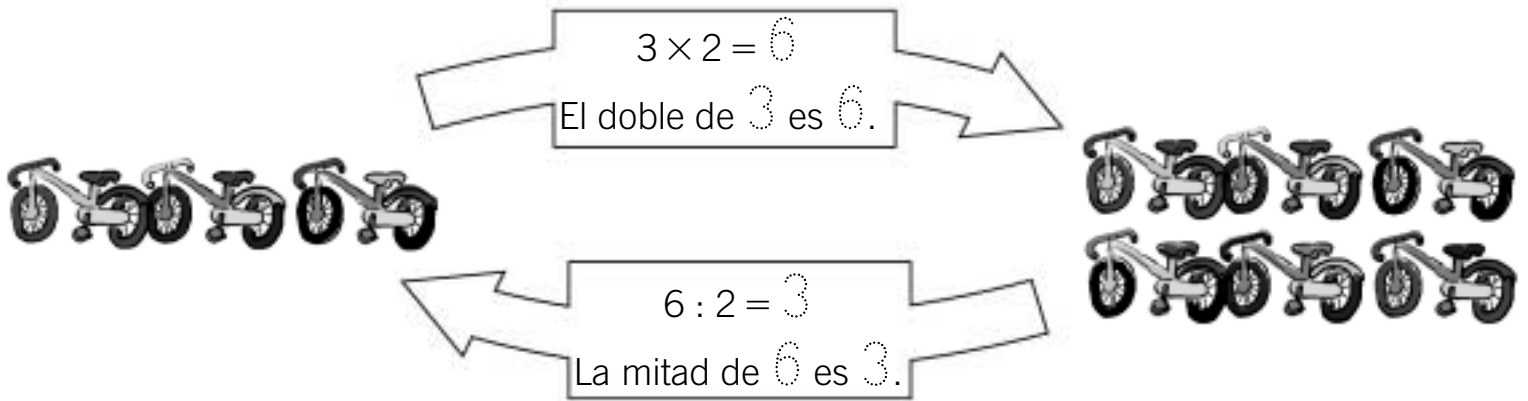 3 × 2 = 6
El doble de 3 es 6.
6 : 2 = 3
La mitad de 6 es 3.